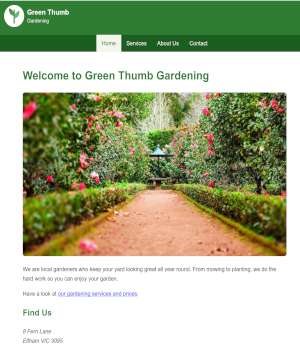 Green Thumb
Gardening
Home Services About Us Contact
Welcome to Green Thumb Gardening
We are local gardeners who keep your yard looking great all year round. From mowing to planting, we do the
hard work so you can enjoy your garden.
Have a look at our gardening services and prices.
Find Us
6 Fern Lane
Eltham VIC 3095